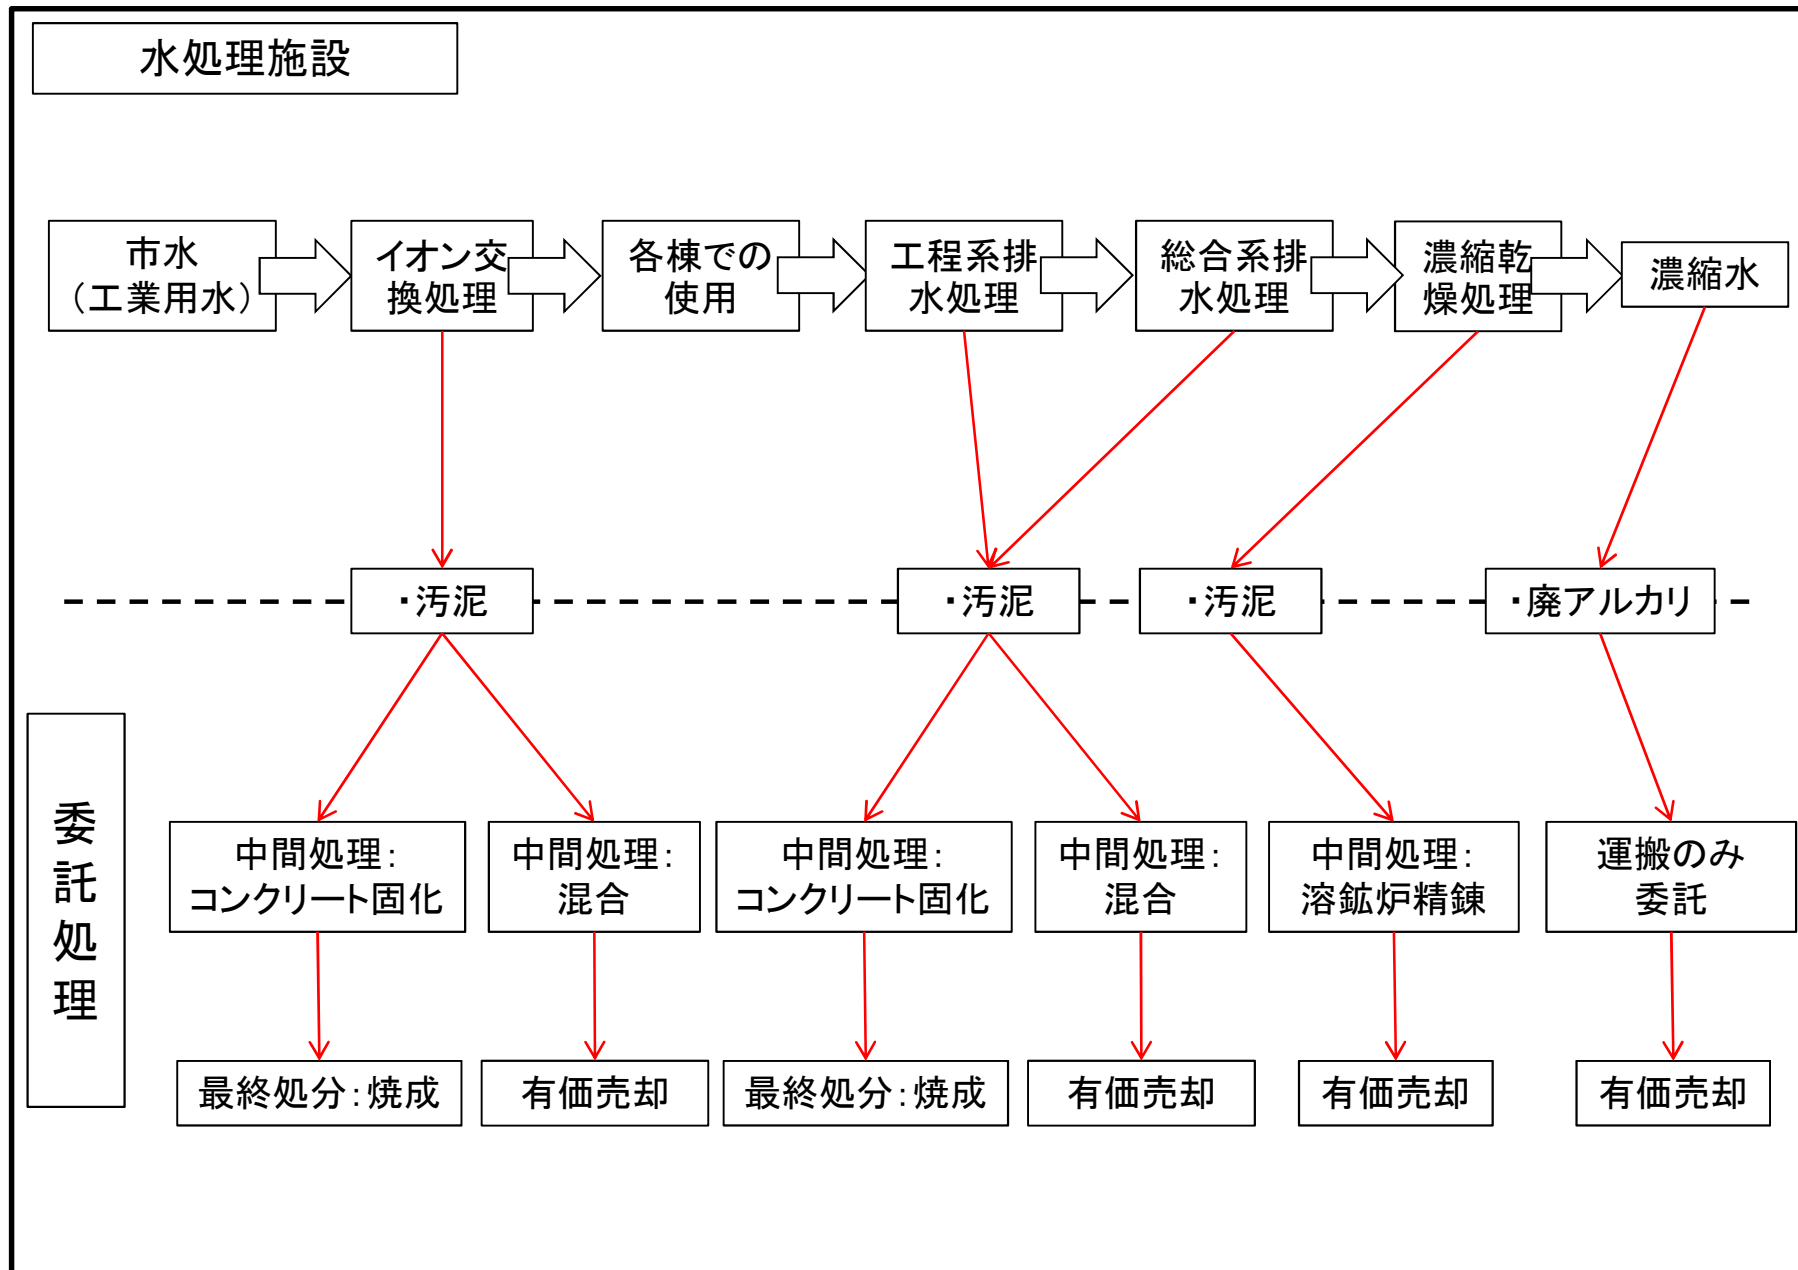 水処理施設
市水
（工業用水）
イオン交
換処理
各棟での
使用
工程系排
水処理
総合系排
水処理
濃縮乾
燥処理
濃縮水
・汚泥
・汚泥
・汚泥
・廃アルカリ
委託処理
中間処理：
コンクリート固化
中間処理：
混合
中間処理：
コンクリート固化
中間処理：
混合
中間処理：
溶鉱炉精錬
運搬のみ
委託
最終処分：焼成
有価売却
最終処分：焼成
有価売却
有価売却
有価売却